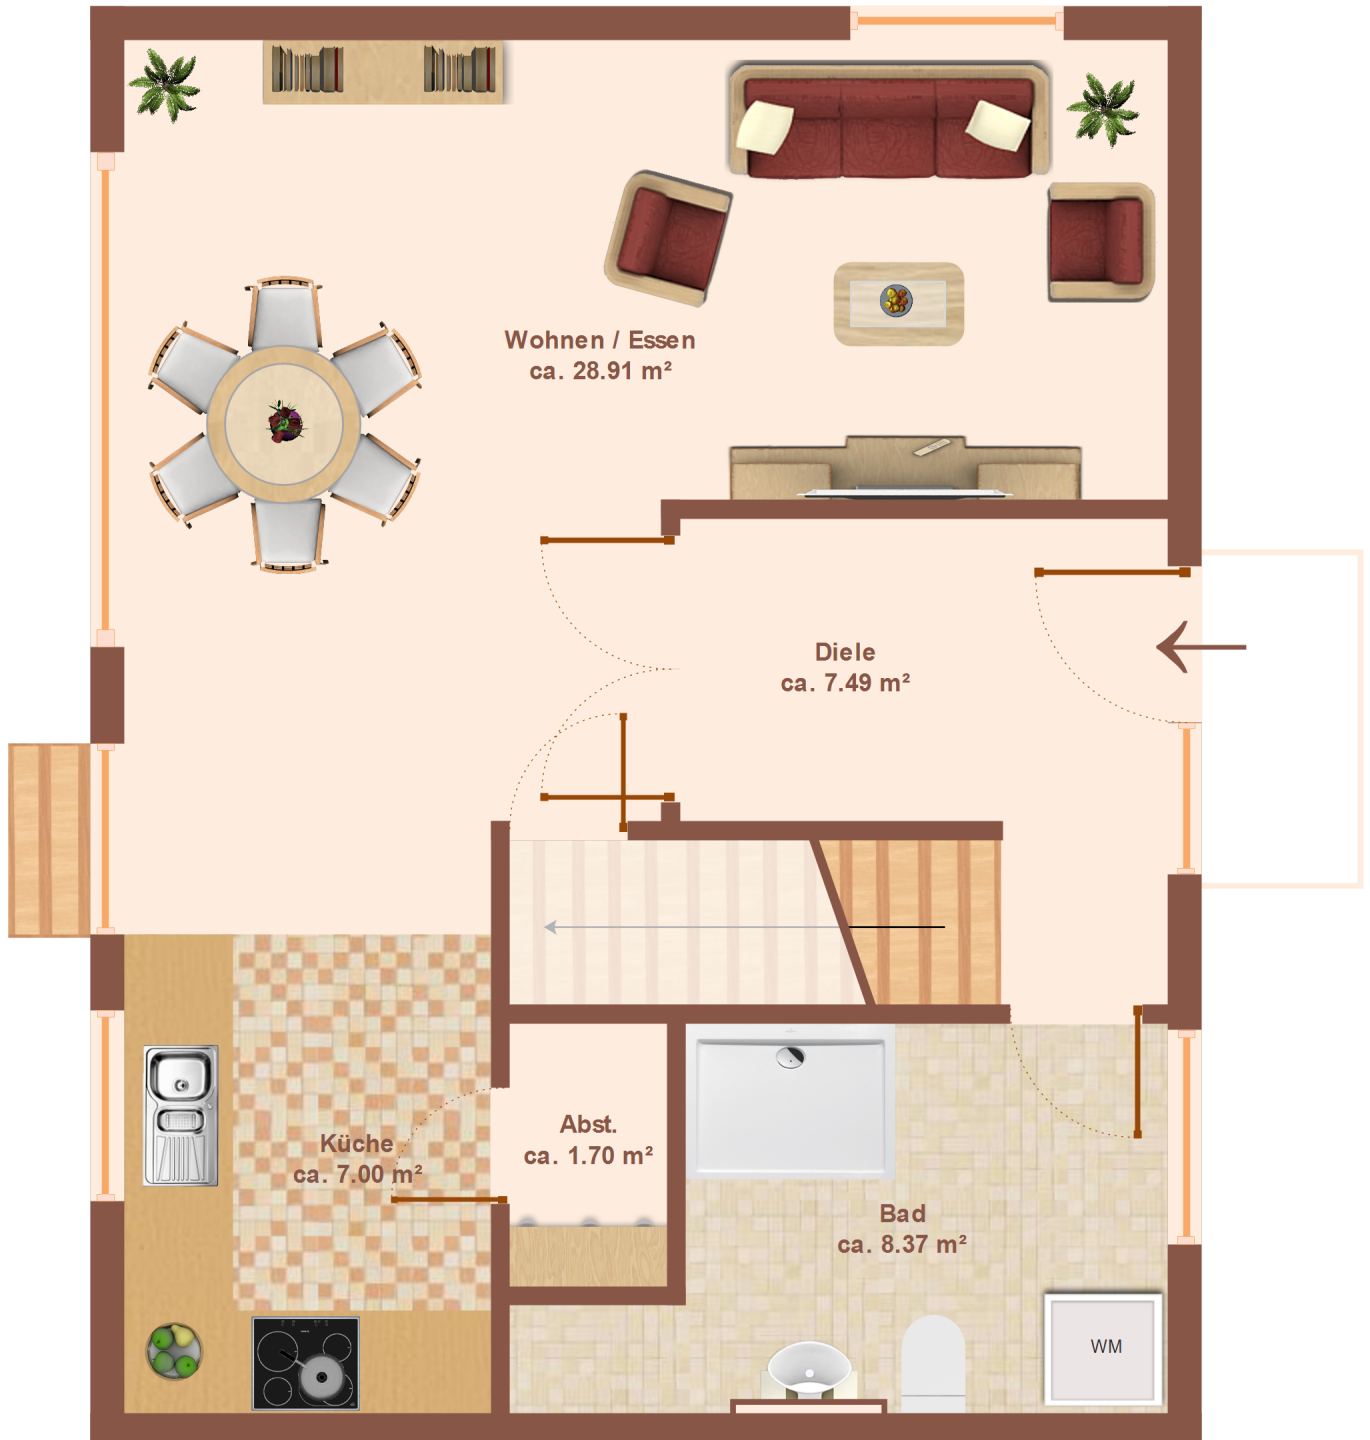 Wohnen / Essen
ca. 28.91 m²
Diele
ca. 7.49 m²
Abst.
ca. 1.70 m²
Küche
ca. 7.00 m²
Bad
ca. 8.37 m²
WM